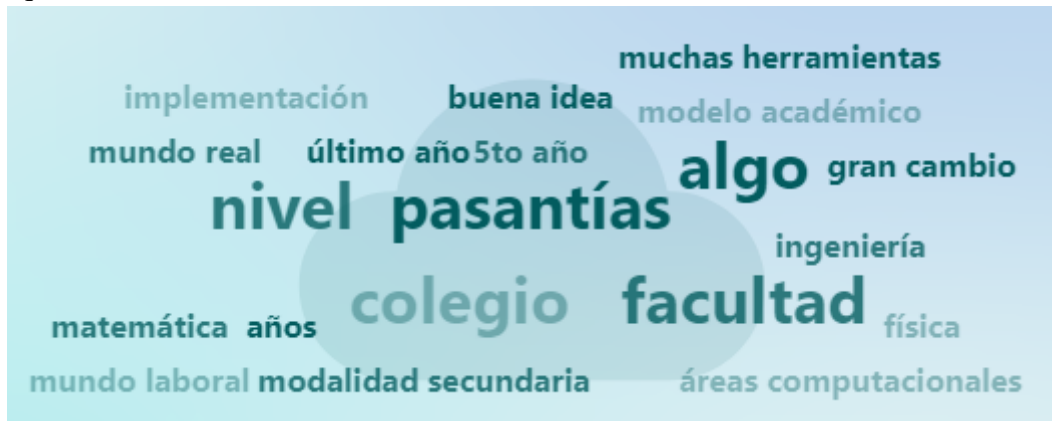 muchas herramientas
implementación buena idea modelo académico
mundo real último año 5to año algo gran cambio
nivel pasantías
ingeniería
colegio facultad
matemática años física
mundo laboral modalidad secundaria áreas computacionales